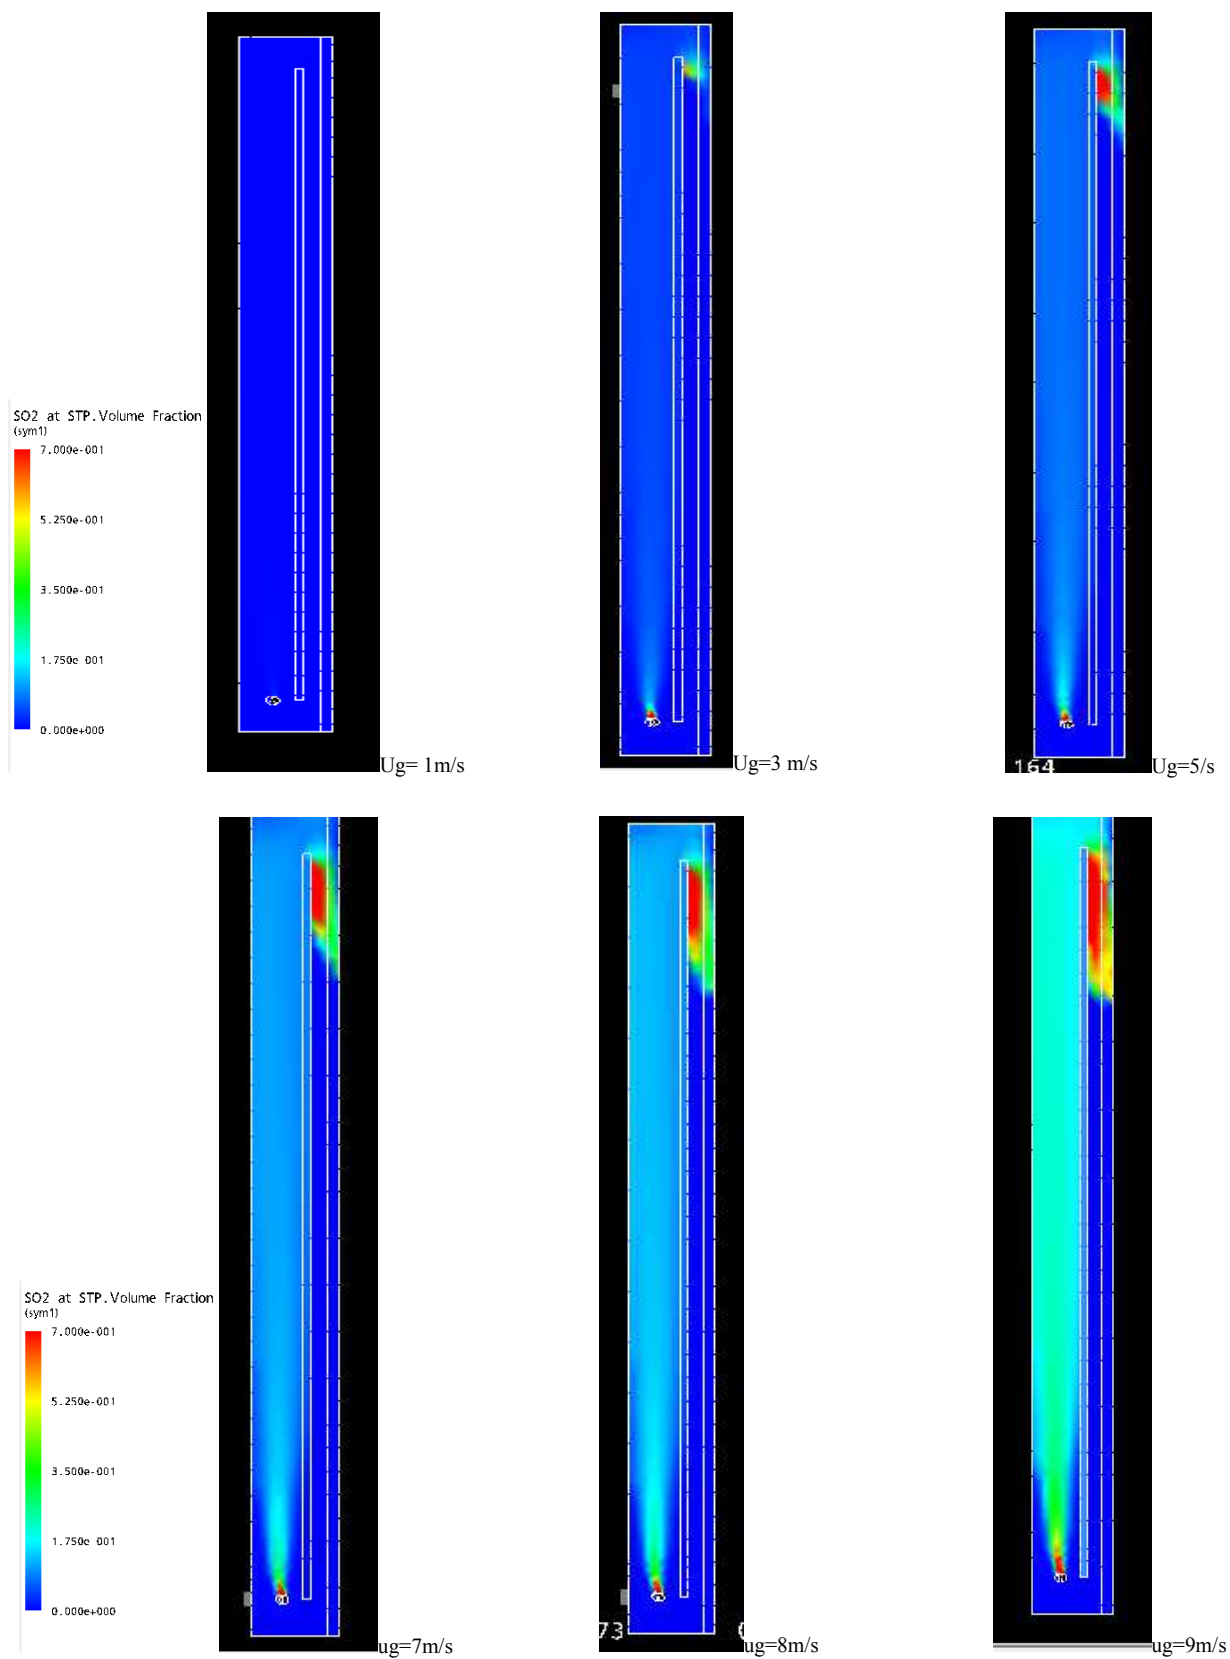 SO2 at STP.Volume Fraction
(sym1)
7.000e-001
5.250e-001
3.500e-001
1.750e 001
0.000e+000
Ug= 1m/s
Ug=3 m/s
164
Ug=5/s
SO2 at STP.Volume Fraction
(sym1)
7.000e-001
5.250e-001
3.500e-001
1.750e 001
0.000e+000
ug=7m/s
73
ug=8m/s
ug=9m/s